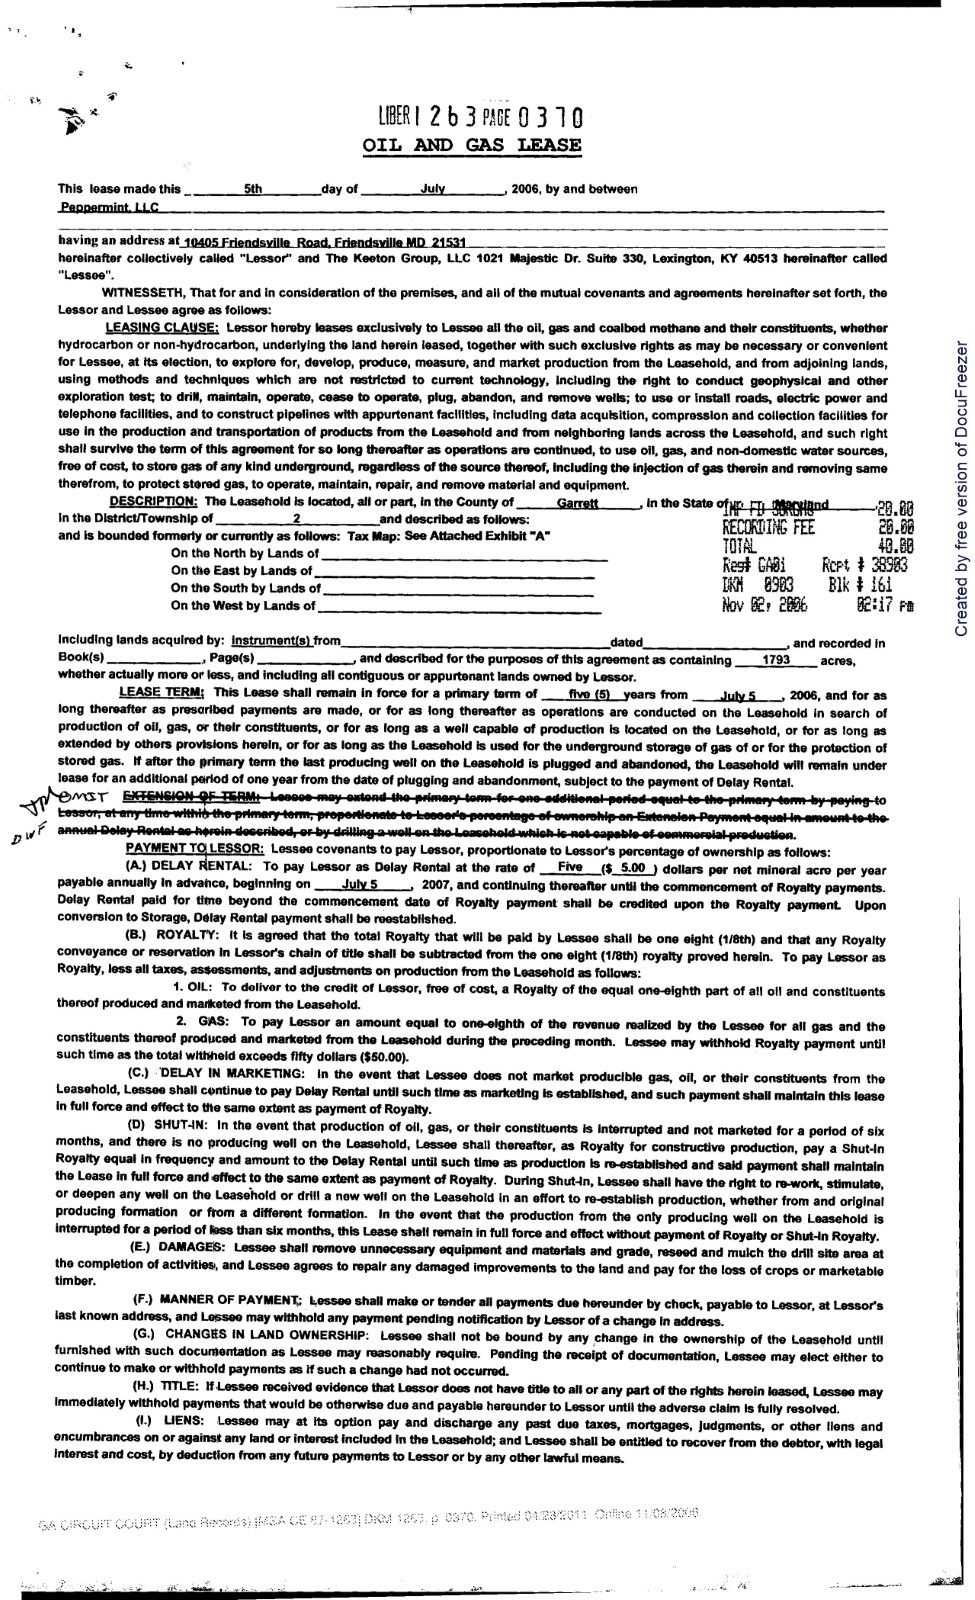 LIBER 1 2 6 3 PAGE 0 3 7 0
OIL AND GAS LEASE
This lease made this 5th day of July, 2006, by and between
Peppermint, LLC
having an address at 10405 Friendsville Road, Friendsville MD 21531
hereinafter collectively called "Lessor" and The Keeton Group, LLC 1021 Majestic Dr. Suite 330, Lexington, KY 40513 hereinafter called
"Lessee".
WITNESSETH, That for and in consideration of the premises, and all of the mutual covenants and agreements hereinafter set forth, the
Lessor and Lessee agree as follows:
LEASING CLAUSE: Lessor hereby leases exclusively to Lessee all the oil, gas and coalbed methane and their constituents, whether
hydrocarbon or non-hydrocarbon, underlying the land herein leased, together with such exclusive rights as may be necessary or convenient
for Lessee, at its election, to explore for, develop, produce, measure, and market production from the Leasehold, and from adjoining lands,
using methods and techniques which are not restricted to current technology, including the right to conduct geophysical and other
exploration test; to drill, maintain, operate, cease to operate, plug, abandon, and remove wells; to use or install roads, electric power and
telephone facilities, and to construct pipelines with appurtenant facilities, including data acquisition, compression and collection facilities for
use in the production and transportation of products from the Leasehold and from neighboring lands across the Leasehold, and such right
shall survive the term of this agreement for so long thereafter as operations are continued, to use oil, gas, and non-domestic water sources,
free of cost, to store gas of any kind underground, regardless of the source thereof, including the injection of gas therein and removing same
therefrom, to protect stored gas, to operate, maintain, repair, and remove material and equipment.
DESCRIPTION: The Leasehold is located, all or part, in the County of Garrett, in the State of Maryland
20.00
in the District/Township of 2 and described as follows:
RECORDING FEE 20.00
and is bounded formerly or currently as follows: Tax Map: See Attached Exhibit "A"
TOTAL 40.00
On the North by Lands of
Rest GA01 Rcpt # 38903
On the East by Lands of
DKM 0903 Blk # 161
On the South by Lands of
Nov 02, 2006 02:17 pm
On the West by Lands of
Including lands acquired by: instrument(s) from dated, and recorded in
Book(s), Page(s), and described for the purposes of this agreement as containing 1793 acres,
whether actually more or less, and including all contiguous or appurtenant lands owned by Lessor.
LEASE TERM: This Lease shall remain in force for a primary term of five (5) years from July 5, 2006, and for as
long thereafter as prescribed payments are made, or for as long thereafter as operations are conducted on the Leasehold in search of
production of oil, gas, or their constituents, or for as long as a well capable of production is located on the Leasehold, or for as long as
extended by others provisions herein, or for as long as the Leasehold is used for the underground storage of gas of or for the protection of
stored gas. If after the primary term the last producing well on the Leasehold is plugged and abandoned, the Leasehold will remain under
lease for an additional period of one year from the date of plugging and abandonment, subject to the payment of Delay Rental.
OMIT EXTENSION OF TERM: Lessee may extend the primary term for one additional period equal to the primary term by paying to
Lessor, at any time within the primary term, proportionate to Lessor's percentage of ownership an Extension Payment equal in amount to the
DWF annual Delay Rental as herein described, or by drilling a well on the Leasehold which is not capable of commercial production.
PAYMENT TO LESSOR: Lessee covenants to pay Lessor, proportionate to Lessor's percentage of ownership as follows:
(A.) DELAY RENTAL: To pay Lessor as Delay Rental at the rate of Five ($ 5.00 ) dollars per net mineral acre per year
payable annually in advance, beginning on July 5, 2007, and continuing thereafter until the commencement of Royalty payments.
Delay Rental paid for time beyond the commencement date of Royalty payment shall be credited upon the Royalty payment. Upon
conversion to Storage, Delay Rental payment shall be reestablished.
(B.) ROYALTY: It is agreed that the total Royalty that will be paid by Lessee shall be one eight (1/8th) and that any Royalty
conveyance or reservation in Lessor's chain of title shall be subtracted from the one eight (1/8th) royalty proved herein. To pay Lessor as
Royalty, less all taxes, assessments, and adjustments on production from the Leasehold as follows:
1. OIL: To deliver to the credit of Lessor, free of cost, a Royalty of the equal one-eighth part of all oil and constituents
thereof produced and marketed from the Leasehold.
2. GAS: To pay Lessor an amount equal to one-eighth of the revenue realized by the Lessee for all gas and the
constituents thereof produced and marketed from the Leasehold during the preceding month. Lessee may withhold Royalty payment until
such time as the total withheld exceeds fifty dollars ($50.00).
(C.) DELAY IN MARKETING: In the event that Lessee does not market producible gas, oil, or their constituents from the
Leasehold, Lessee shall continue to pay Delay Rental until such time as marketing is established, and such payment shall maintain this lease
in full force and effect to the same extent as payment of Royalty.
(D) SHUT-IN: In the event that production of oil, gas, or their constituents is interrupted and not marketed for a period of six
months, and there is no producing well on the Leasehold, Lessee shall thereafter, as Royalty for constructive production, pay a Shut-In
Royalty equal in frequency and amount to the Delay Rental until such time as production is re-established and said payment shall maintain
the Lease in full force and effect to the same extent as payment of Royalty. During Shut-In, Lessee shall have the right to re-work, stimulate,
or deepen any well on the Leasehold or drill a new well on the Leasehold in an effort to re-establish production, whether from and original
producing formation or from a different formation. In the event that the production from the only producing well on the Leasehold is
interrupted for a period of less than six months, this Lease shall remain in full force and effect without payment of Royalty or Shut-In Royalty.
(E.) DAMAGES: Lessee shall remove unnecessary equipment and materials and grade, reseed and mulch the drill site area at
the completion of activities, and Lessee agrees to repair any damaged improvements to the land and pay for the loss of crops or marketable
timber.
(F.) MANNER OF PAYMENT: Lessee shall make or tender all payments due hereunder by check, payable to Lessor, at Lessor's
last known address, and Lessee may withhold any payment pending notification by Lessor of a change in address.
(G.) CHANGES IN LAND OWNERSHIP: Lessee shall not be bound by any change in the ownership of the Leasehold until
furnished with such documentation as Lessee may reasonably require. Pending the receipt of documentation, Lessee may elect either to
continue to make or withhold payments as if such a change had not occurred.
(H.) TITLE: If Lessee received evidence that Lessor does not have title to all or any part of the rights herein leased, Lessee may
immediately withhold payments that would be otherwise due and payable hereunder to Lessor until the adverse claim is fully resolved.
(I.) LIENS: Lessee may at its option pay and discharge any past due taxes, mortgages, judgments, or other liens and
encumbrances on or against any land or interest included in the Leasehold; and Lessee shall be entitled to recover from the debtor, with legal
interest and cost, by deduction from any future payments to Lessor or by any other lawful means.
GA CIRCUIT COURT (Land Records) [MSA CE 67-1253] DKM 1263, p. 0370. Printed 04/28/2011. Online 11/08/2006.
Created by free version of DocuFreezer